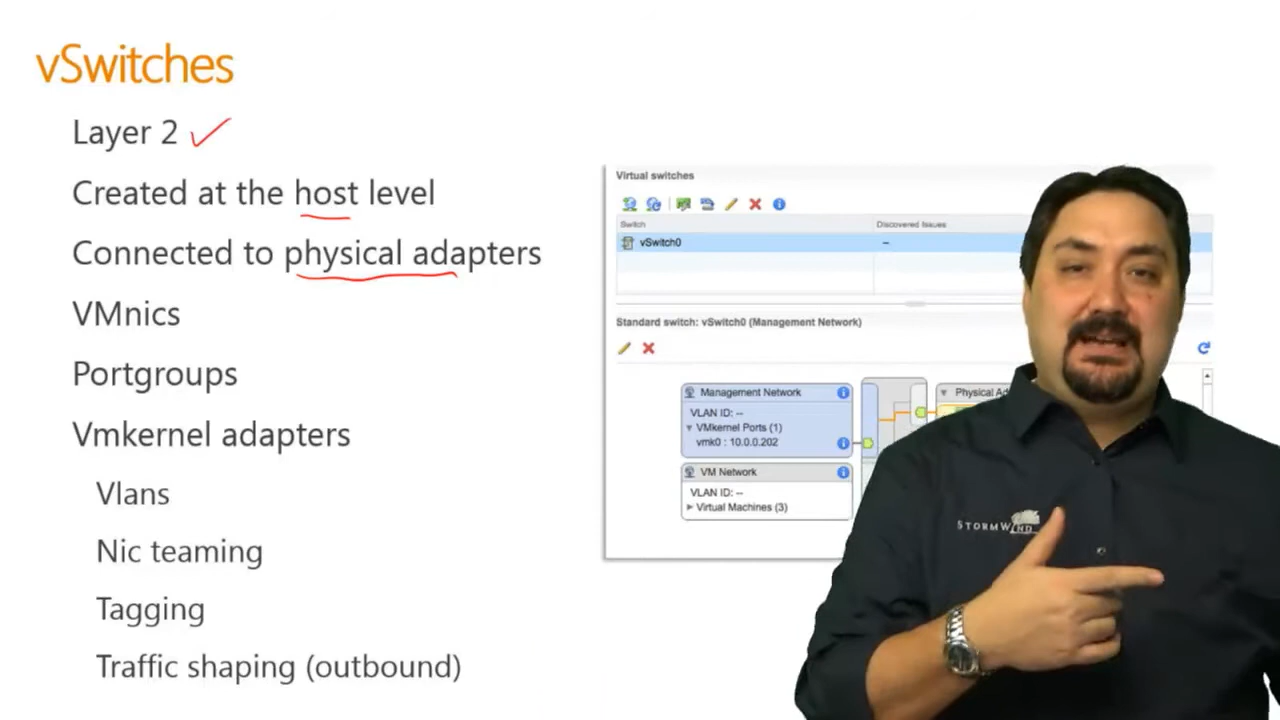 vSwitches
Layer 2
Created at the host level
Connected to physical adapters
VMnics
Portgroups
Vmkernel adapters
Vlans
Nic teaming
Tagging
Traffic shaping (outbound)
Virtual switches
Switch Discovered Issues
vSwitch0 --
Standard switch: vSwitch0 (Management Network)
Management Network
VLAN ID: --
VMkernel Ports (1)
vmk0 : 10.0.0.202
Physical
VM Network
VLAN ID: --
Virtual Machines (3)
STORMWIND